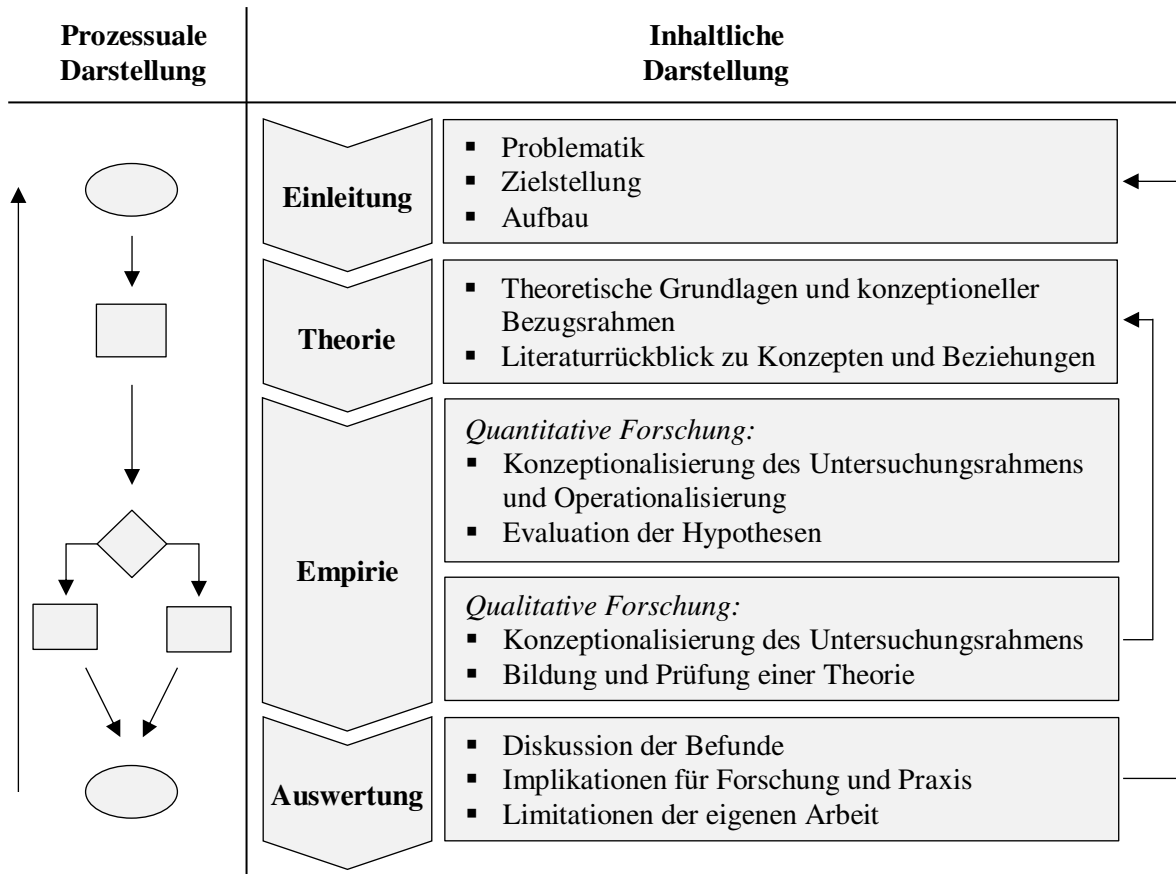 Prozessuale
Darstellung
Inhaltliche
Darstellung
Einleitung
▪ Problematik
▪ Zielstellung
▪ Aufbau
Theorie
▪ Theoretische Grundlagen und konzeptioneller
Bezugsrahmen
▪ Literaturrückblick zu Konzepten und Beziehungen
Empirie
Quantitative Forschung:
▪ Konzeptionalisierung des Untersuchungsrahmens
und Operationalisierung
▪ Evaluation der Hypothesen
Qualitative Forschung:
▪ Konzeptionalisierung des Untersuchungsrahmens
▪ Bildung und Prüfung einer Theorie
Auswertung
▪ Diskussion der Befunde
▪ Implikationen für Forschung und Praxis
▪ Limitationen der eigenen Arbeit